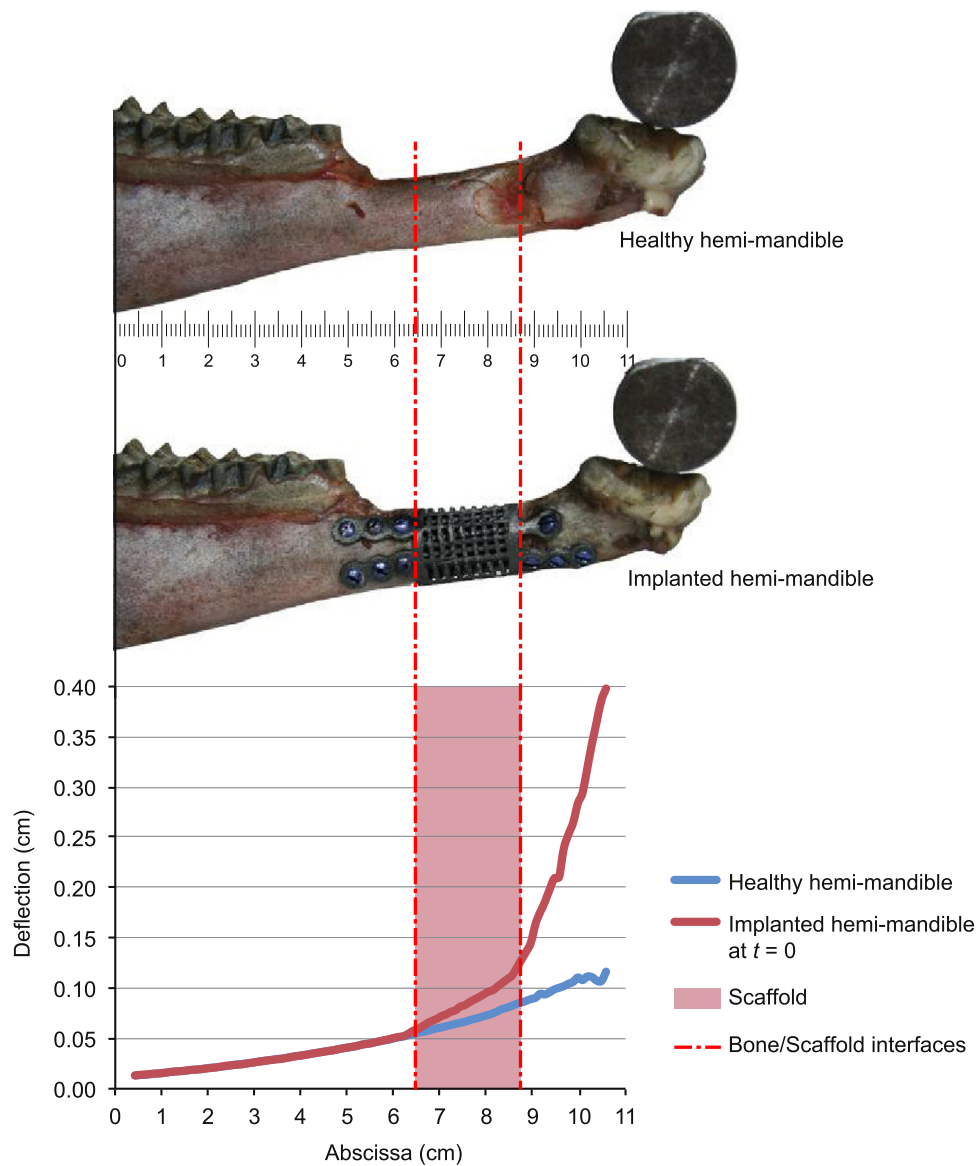 Healthy hemi-mandible
0 1 2 3 4 5 6 7 8 9 10 11
Implanted hemi-mandible
0.40
0.35
0.30
0.25
0.20
0.15
0.10
0.05
0.00
Deflection (cm)
0 1 2 3 4 5 6 7 8 9 10 11
Abscissa (cm)
Healthy hemi-mandible
Implanted hemi-mandible
at t = 0
Scaffold
Bone/Scaffold interfaces